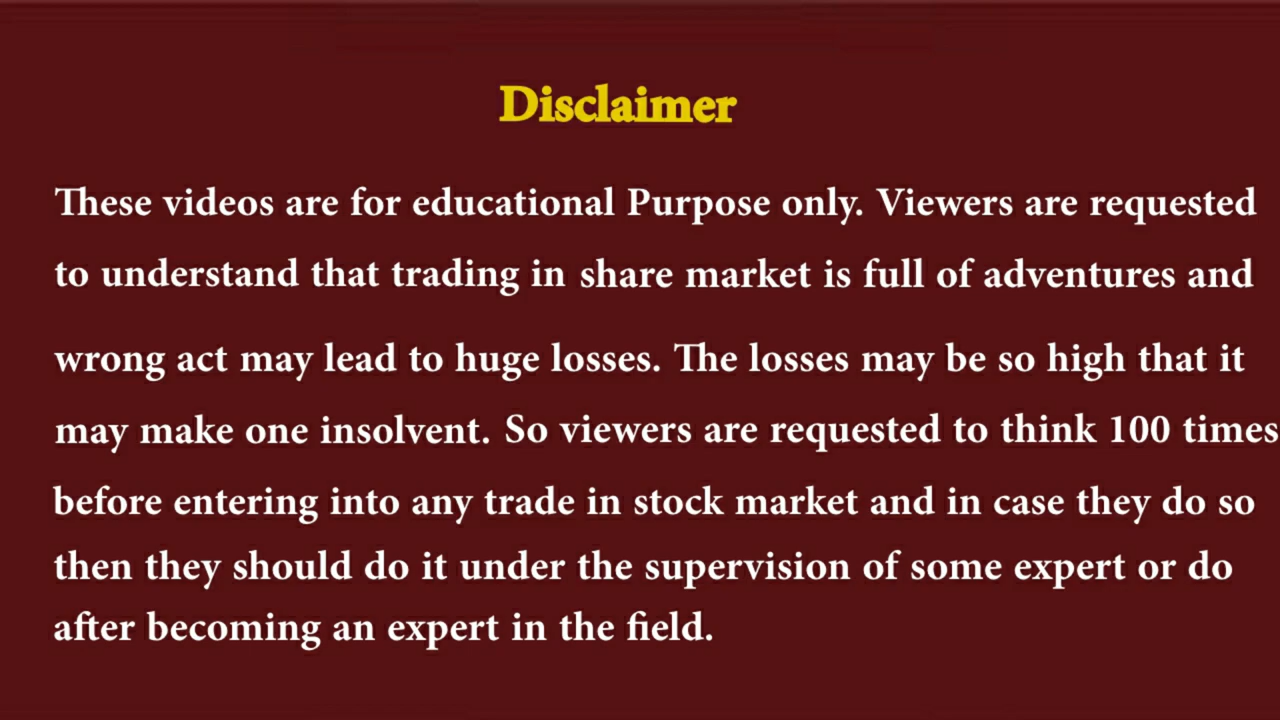 Disclaimer
These videos are for educational Purpose only. Viewers are requested
to understand that trading in share market is full of adventures and
wrong act may lead to huge losses. The losses may be so high that it
may make one insolvent. So viewers are requested to think 100 times
before entering into any trade in stock market and in case they do so
then they should do it under the supervision of some expert or do
after becoming an expert in the field.